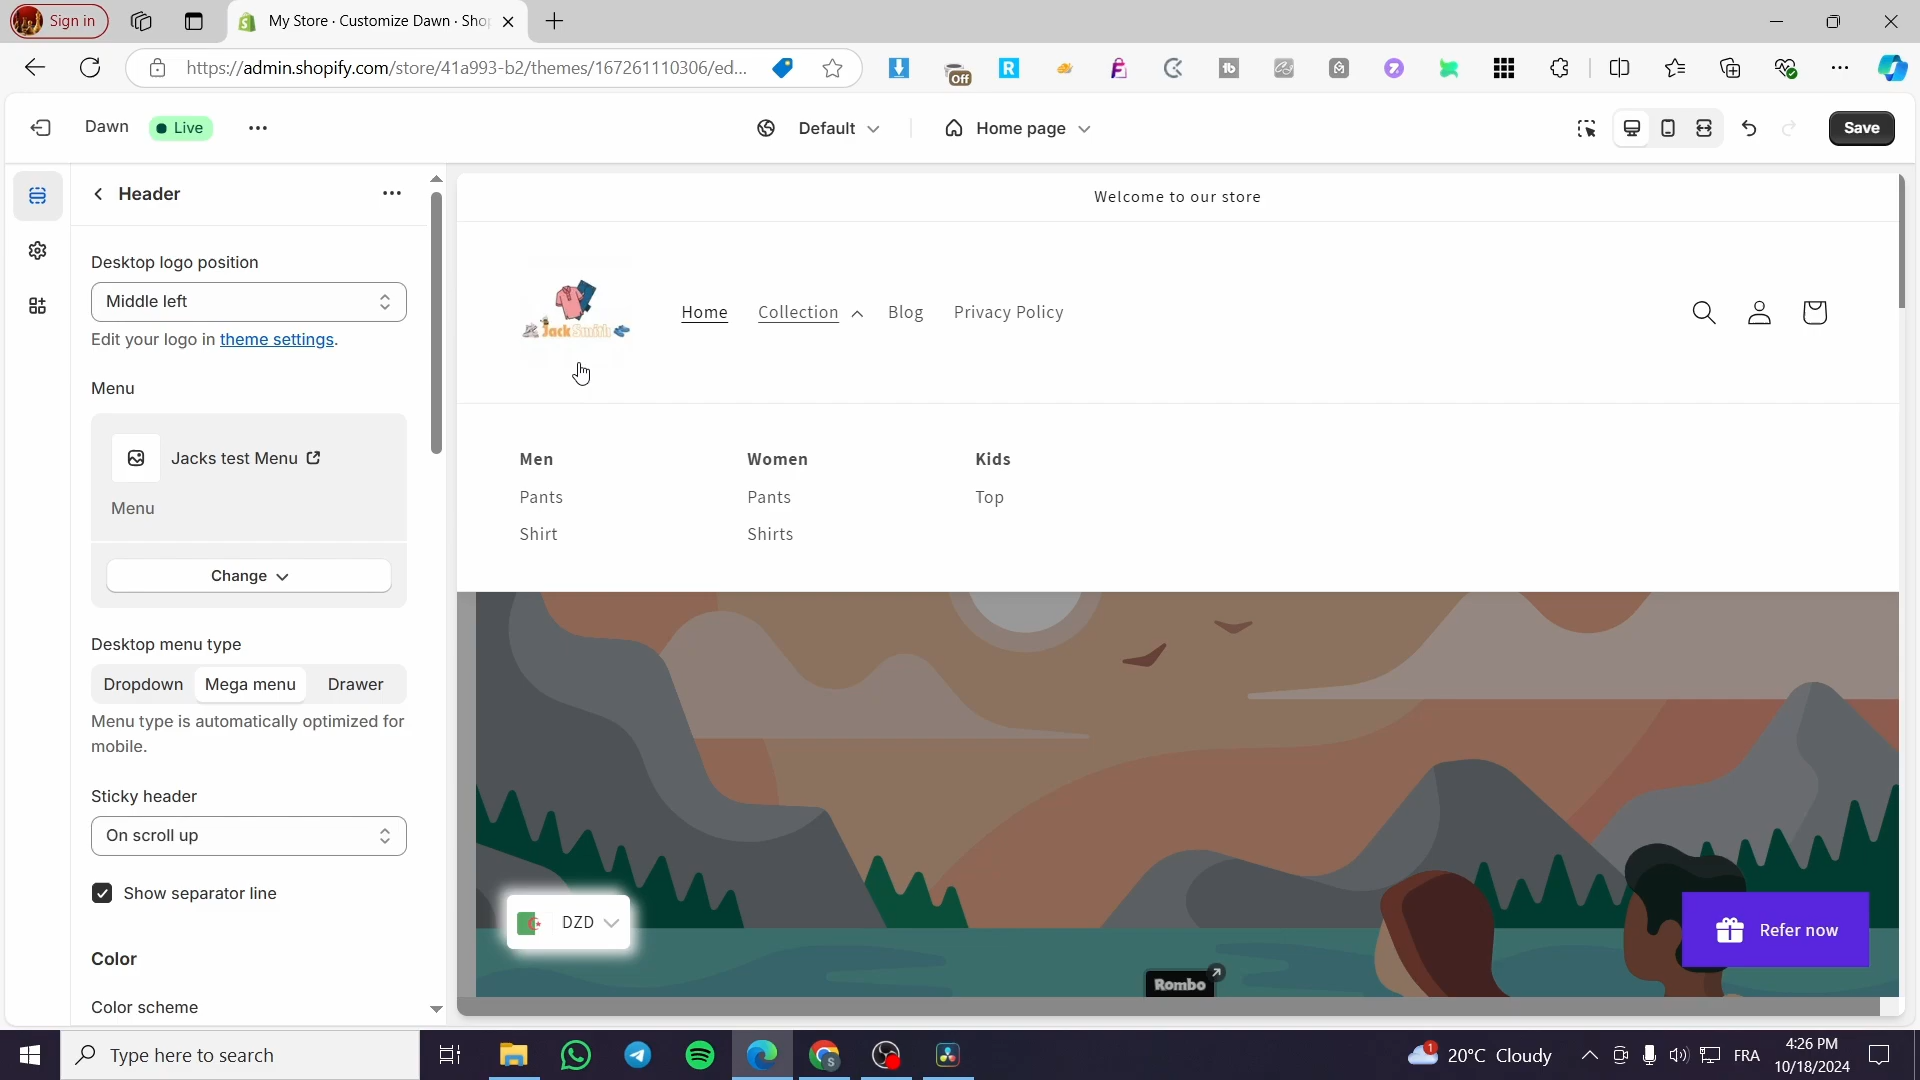 Sign in
My Store · Customize Dawn · Sho
https://admin.shopify.com/store/41a993-b2/themes/167261110306/ed...
Off
Dawn
Live
Default
Home page
Save
Header
Desktop logo position
Middle left
Edit your logo in theme settings.
Menu
Jacks test Menu
Menu
Change
Desktop menu type
Dropdown
Mega menu
Drawer
Menu type is automatically optimized for
mobile.
Sticky header
On scroll up
Show separator line
Color
Color scheme
Welcome to our store
Jack Smith
Home
Collection
Blog
Privacy Policy
Men
Women
Kids
Pants
Pants
Top
Shirt
Shirts
DZD
Refer now
Rombo
Type here to search
1
20°C Cloudy
FRA
4:26 PM
10/18/2024